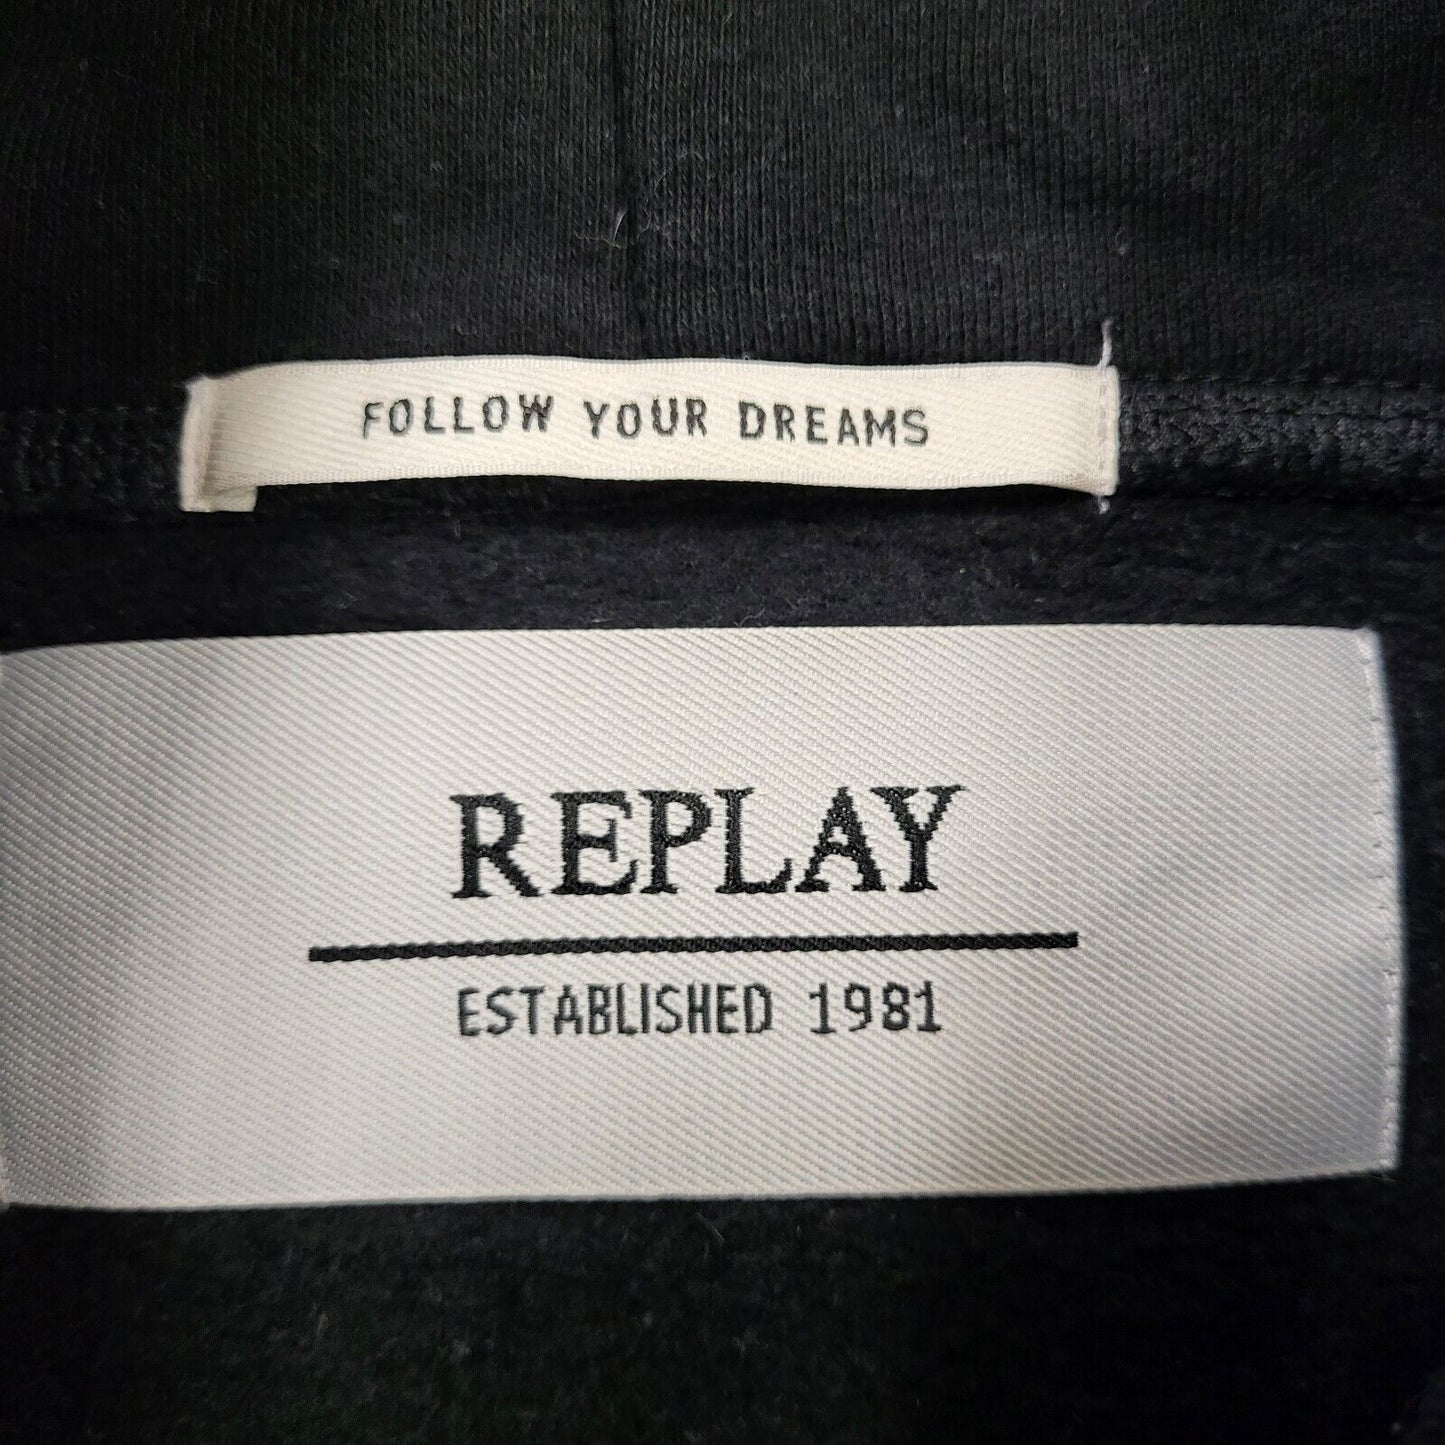 FOLLOW YOUR DREAMS
REPLAY
ESTABLISHED 1981